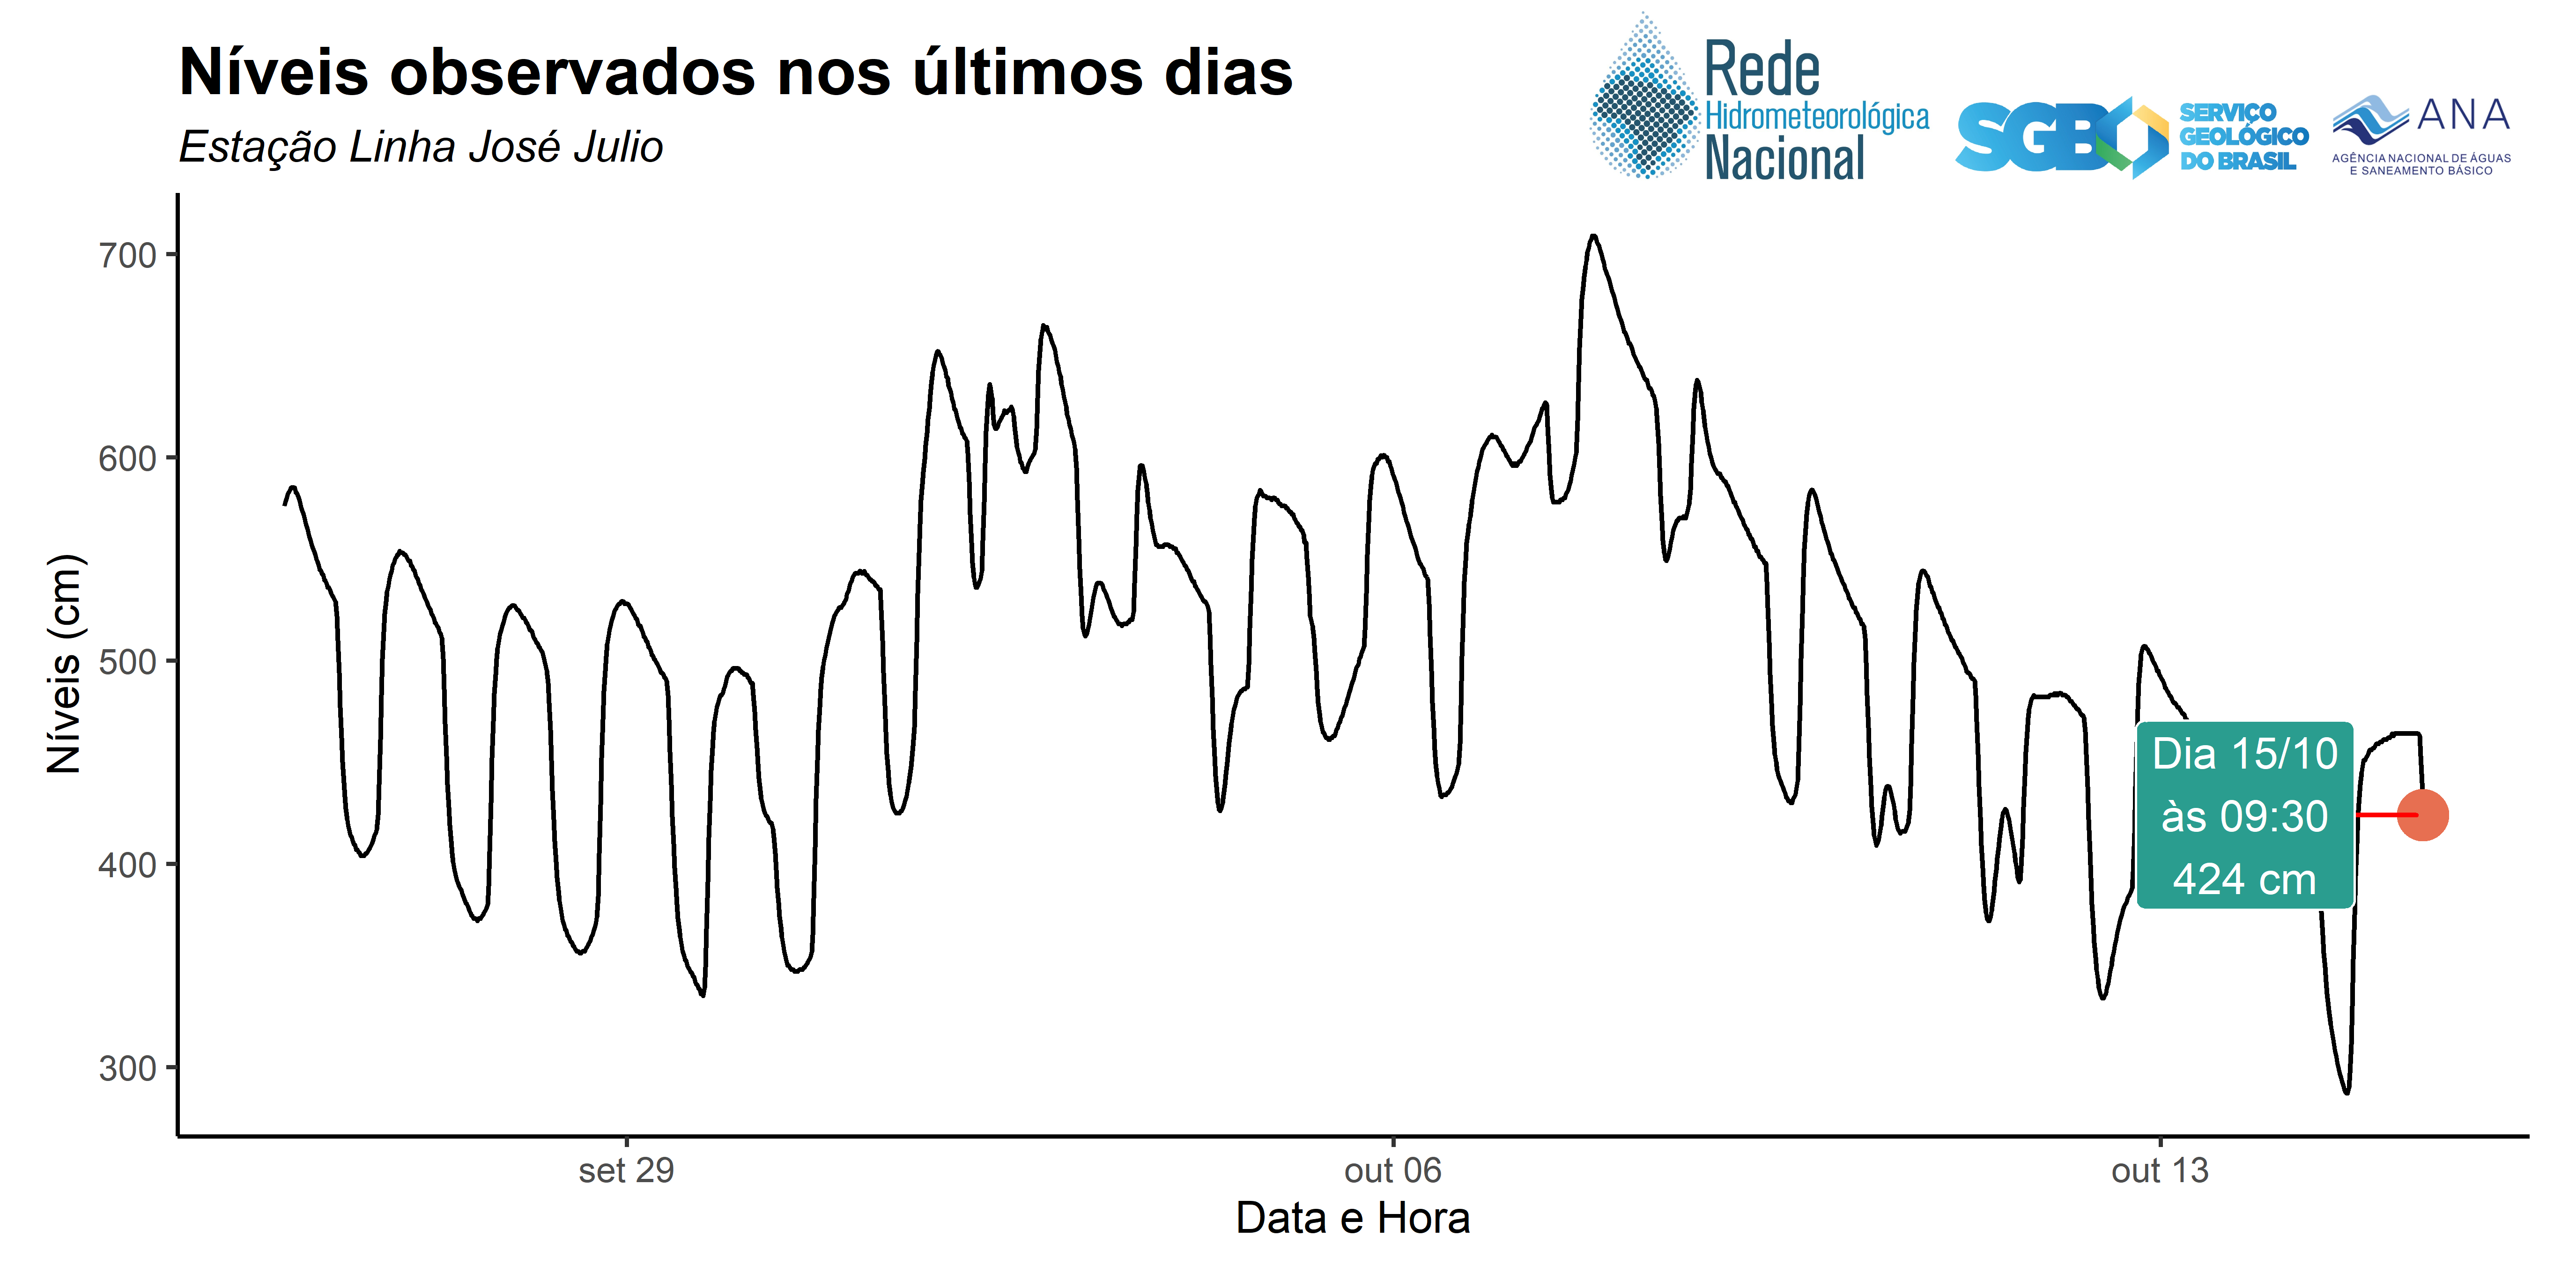 Níveis observados nos últimos dias
Estação Linha José Julio
Rede
Hidrometeorológica
Nacional
SGB
SERVIÇO
GEOLÓGICO
DO BRASIL
ANA
AGÊNCIA NACIONAL DE ÁGUAS
E SANEAMENTO BÁSICO
Níveis (cm)
700
600
500
400
300
Dia 15/10
às 09:30
424 cm
set 29
out 06
out 13
Data e Hora